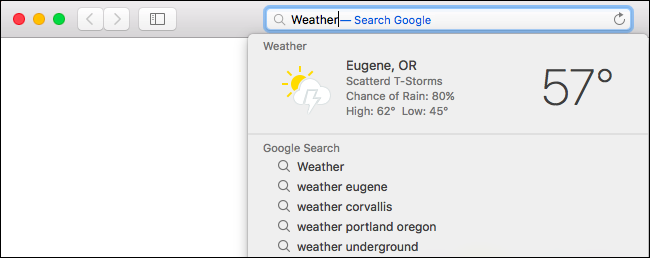 Weather — Search Google
Weather
Eugene, OR
Scatterd T-Storms
Chance of Rain: 80%
High: 62° Low: 45°
57°
Google Search
Weather
weather eugene
weather corvallis
weather portland oregon
weather underground